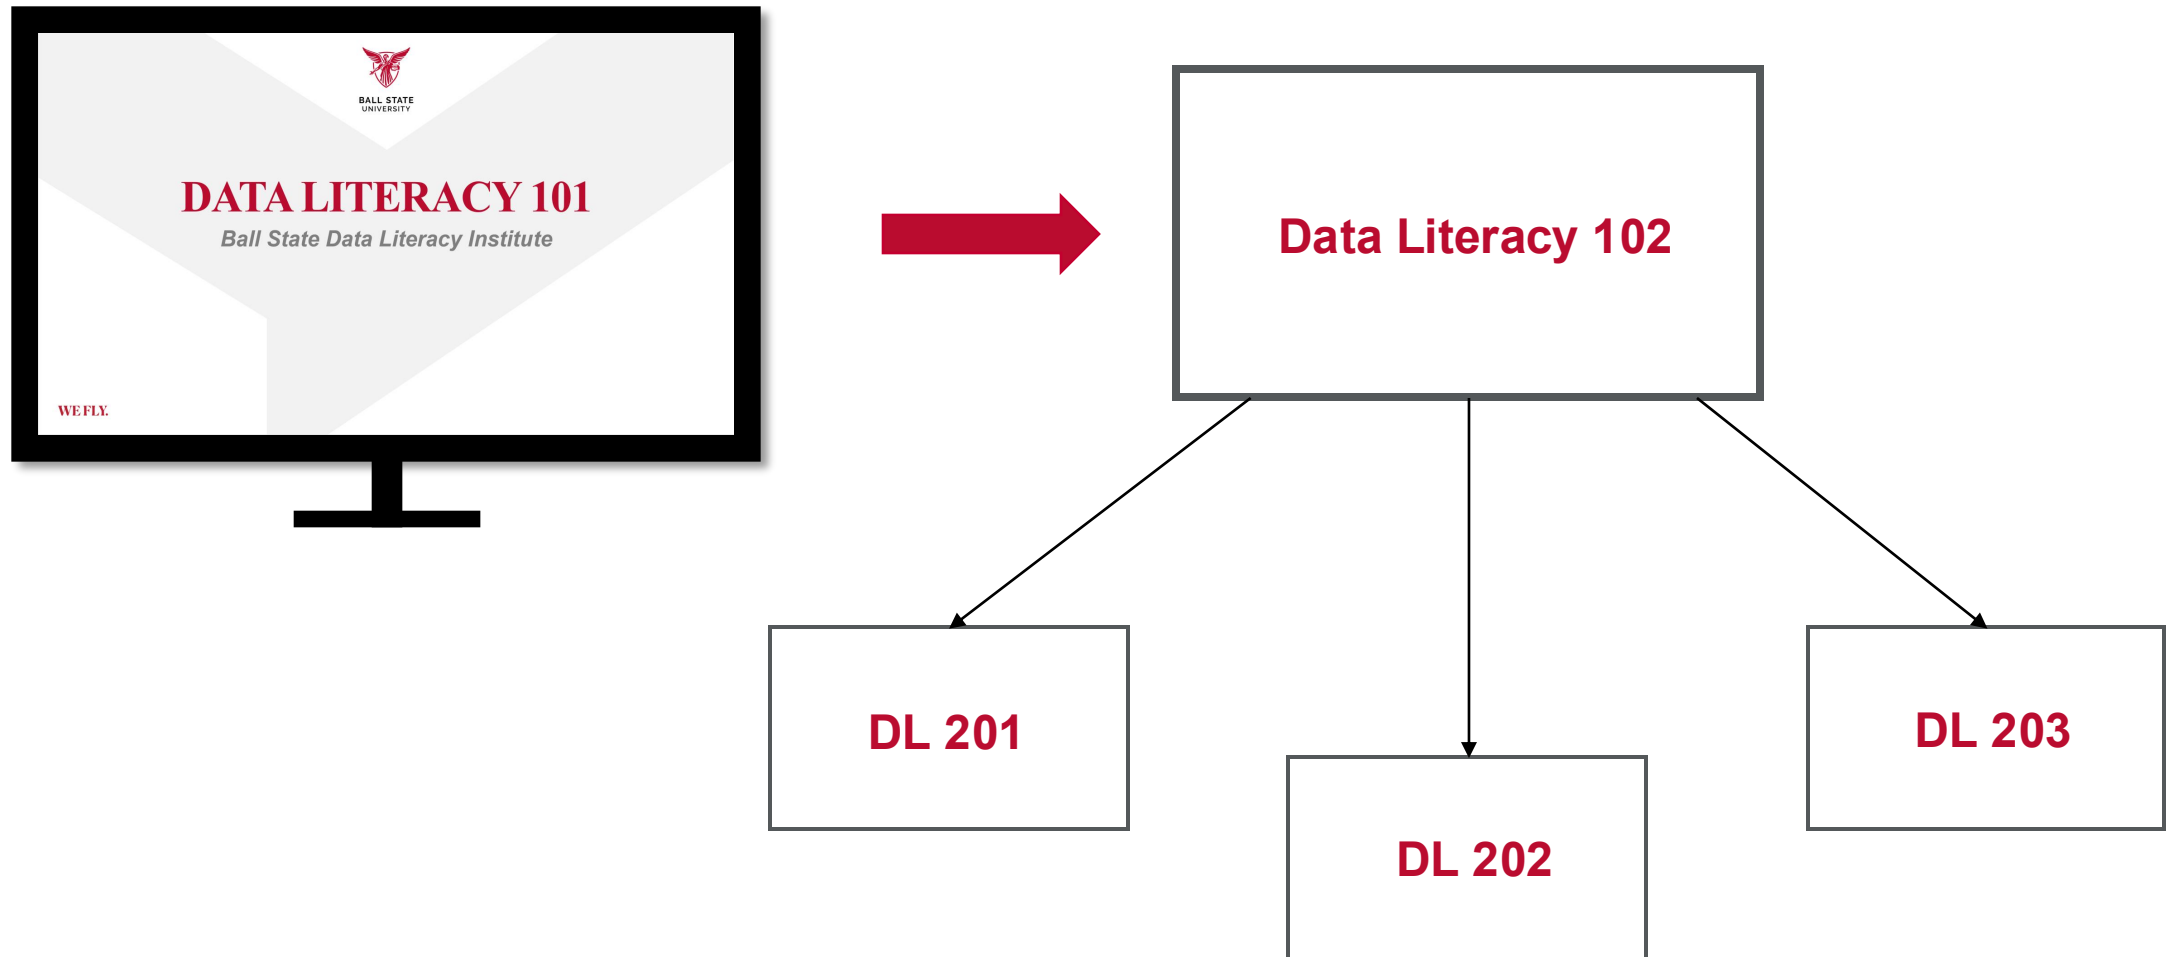 BALL STATE
UNIVERSITY
DATA LITERACY 101
Ball State Data Literacy Institute
WE FLY.
Data Literacy 102
DL 201
DL 202
DL 203